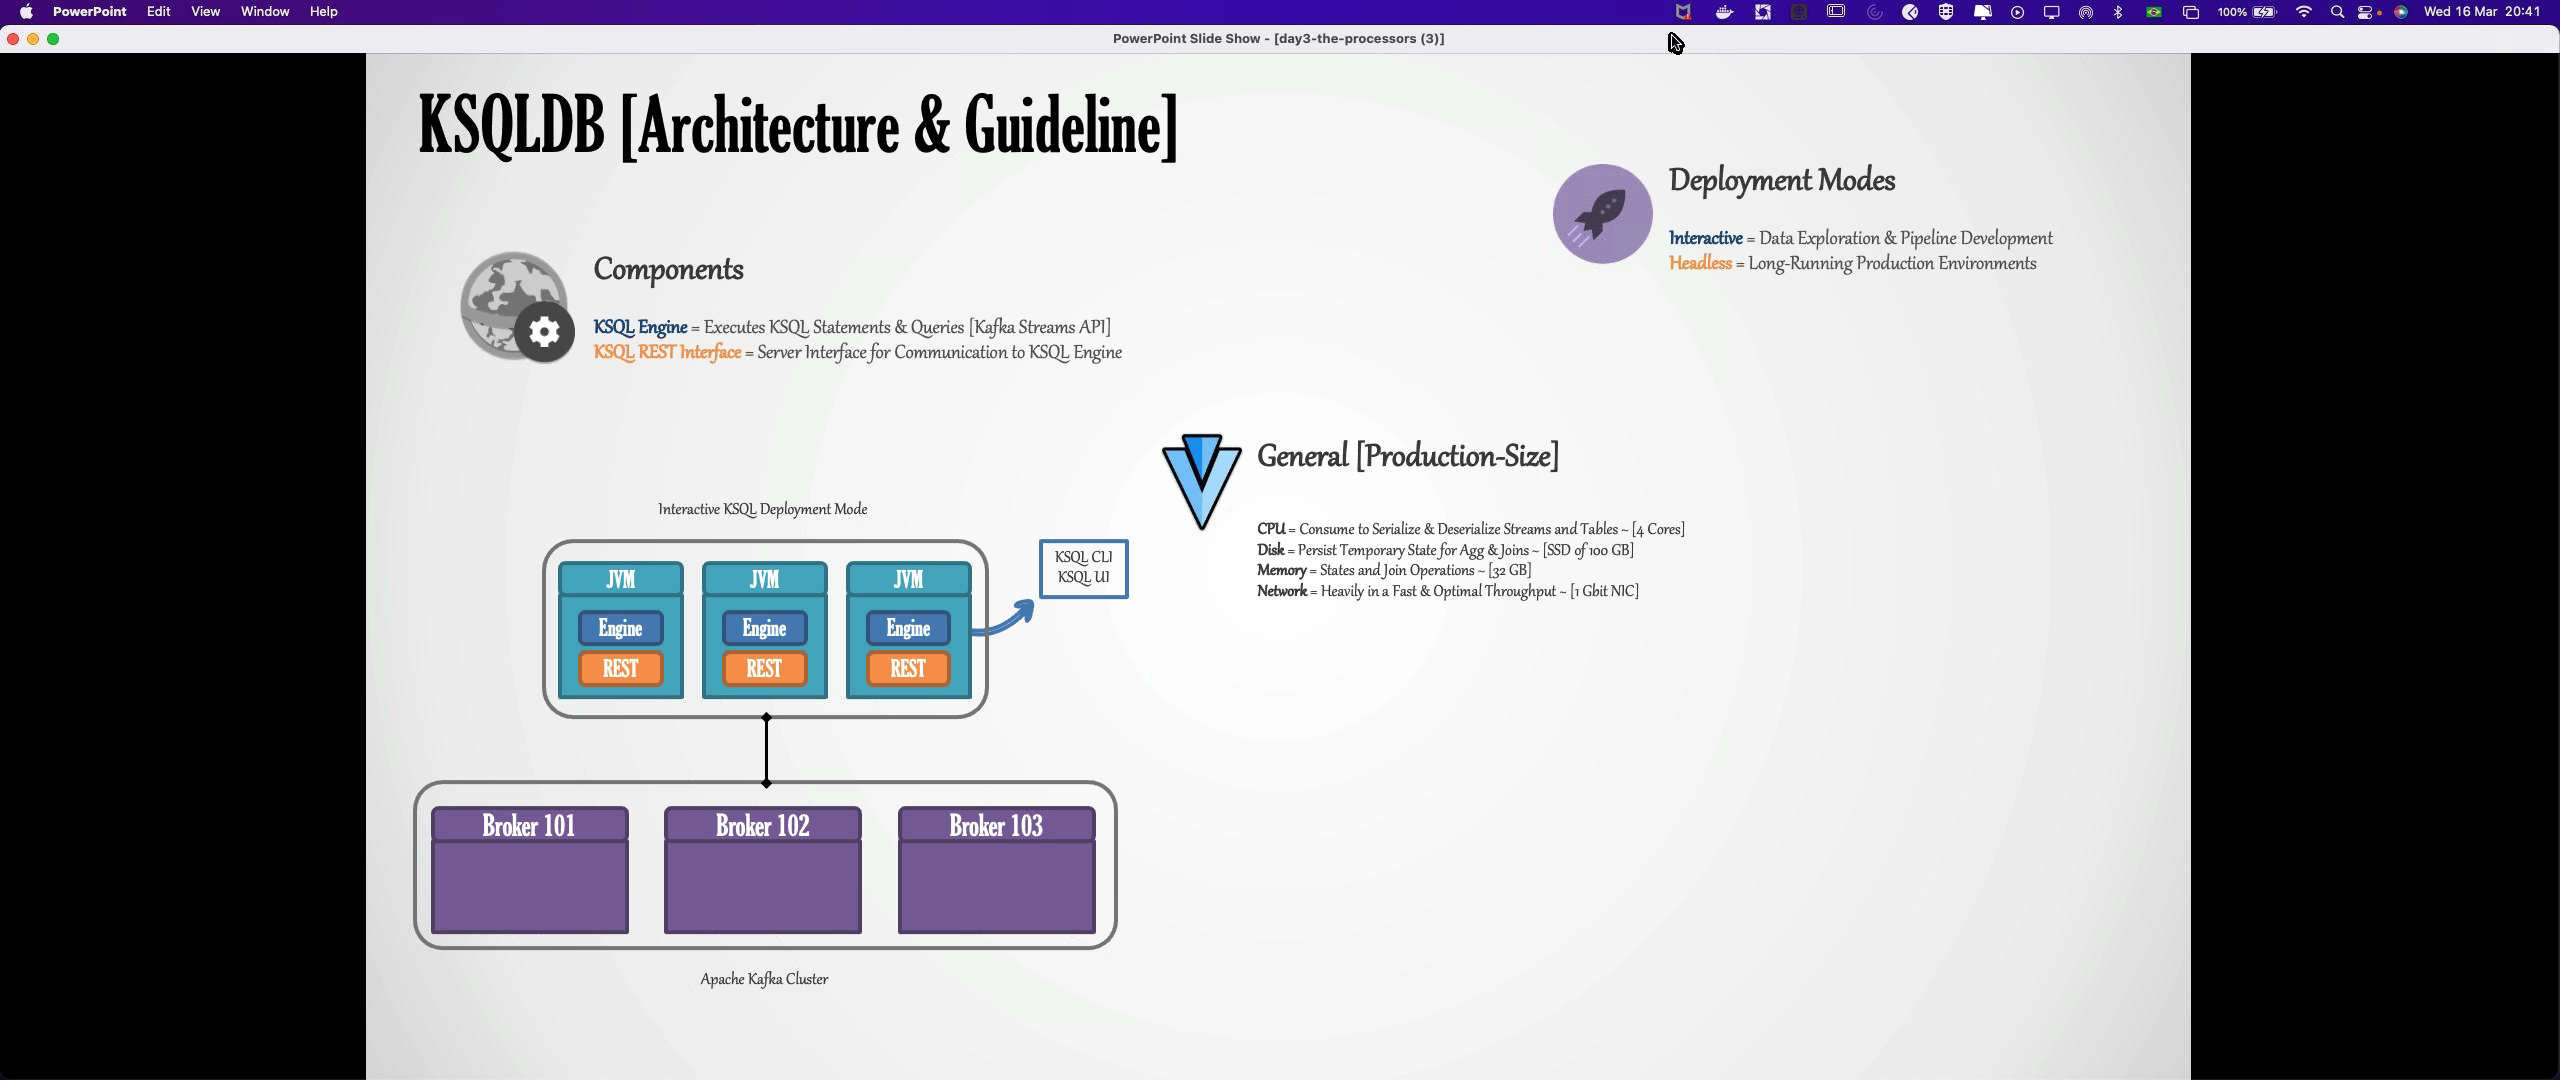 PowerPoint Edit View Window Help
100% Wed 16 Mar 20:41
PowerPoint Slide Show - [day3-the-processors (3)]
KSQLDB [Architecture & Guideline]
Deployment Modes
Interactive = Data Exploration & Pipeline Development
Headless = Long-Running Production Environments
Components
KSQL Engine = Executes KSQL Statements & Queries [Kafka Streams API]
KSQL REST Interface = Server Interface for Communication to KSQL Engine
General [Production-Size]
CPU = Consume to Serialize & Deserialize Streams and Tables ~ [4 Cores]
Disk = Persist Temporary State for Agg & Joins ~ [SSD of 100 GB]
Memory = States and Join Operations ~ [32 GB]
Network = Heavily in a Fast & Optimal Throughput ~ [1 Gbit NIC]
Interactive KSQL Deployment Mode
KSQL CLI
KSQL UI
JVM JVM JVM
Engine Engine Engine
REST REST REST
Broker 101 Broker 102 Broker 103
Apache Kafka Cluster